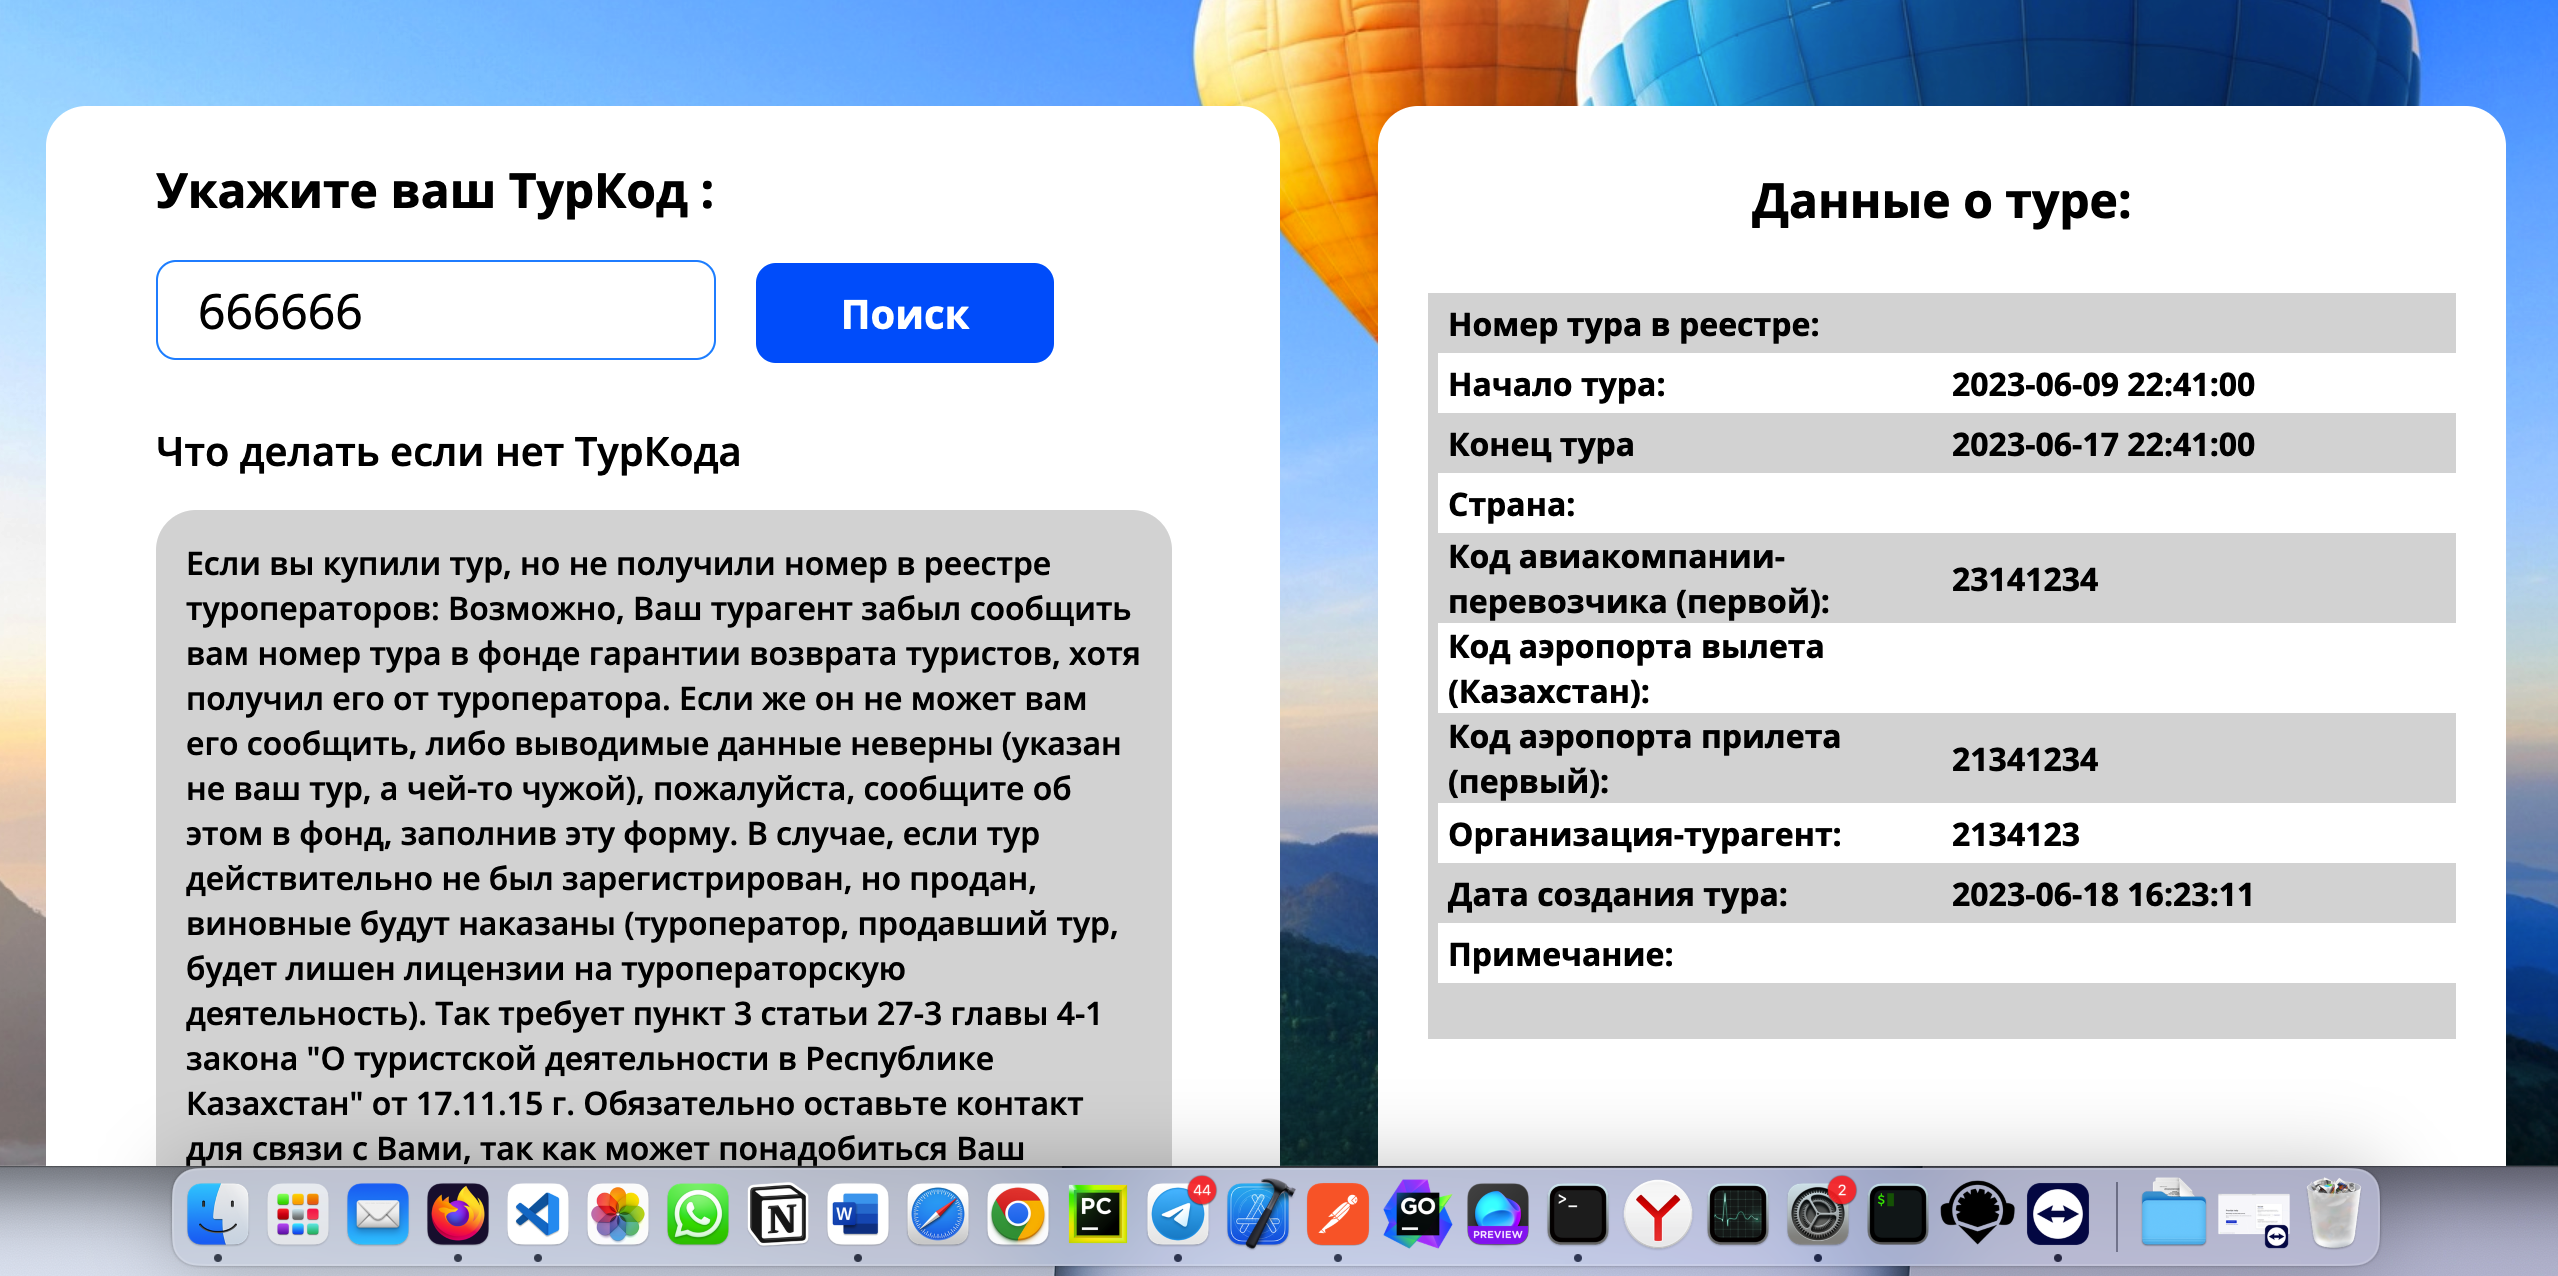 Укажите ваш ТурКод :
666666
Поиск
Что делать если нет ТурКода
Если вы купили тур, но не получили номер в реестре
туроператоров: Возможно, Ваш турагент забыл сообщить
вам номер тура в фонде гарантии возврата туристов, хотя
получил его от туроператора. Если же он не может вам
его сообщить, либо выводимые данные неверны (указан
не ваш тур, а чей-то чужой), пожалуйста, сообщите об
этом в фонд, заполнив эту форму. В случае, если тур
действительно не был зарегистрирован, но продан,
виновные будут наказаны (туроператор, продавший тур,
будет лишен лицензии на туроператорскую
деятельность). Так требует пункт 3 статьи 27-3 главы 4-1
закона "О туристской деятельности в Республике
Казахстан" от 17.11.15 г. Обязательно оставьте контакт
для связи с Вами, так как может понадобиться Ваш
Данные о туре:
Номер тура в реестре:
Начало тура: 2023-06-09 22:41:00
Конец тура 2023-06-17 22:41:00
Страна:
Код авиакомпании-
перевозчика (первой): 23141234
Код аэропорта вылета
(Казахстан):
Код аэропорта прилета
(первый): 21341234
Организация-турагент: 2134123
Дата создания тура: 2023-06-18 16:23:11
Примечание:
W
PC
44
GO
PREVIEW
>_
2
$